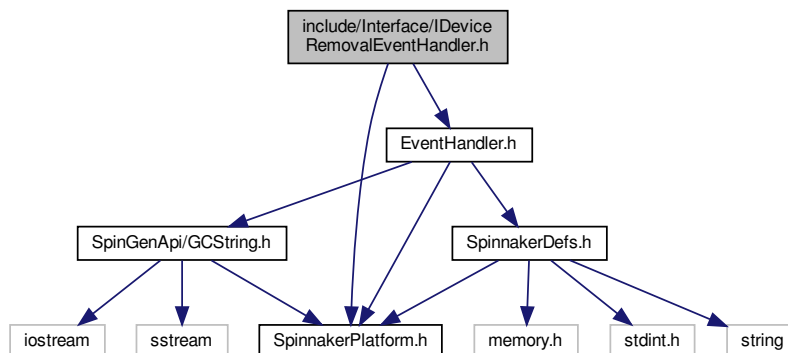 include/Interface/IDevice
RemovalEventHandler.h
EventHandler.h
SpinGenApi/GCString.h
SpinnakerDefs.h
iostream
sstream
SpinnakerPlatform.h
memory.h
stdint.h
string